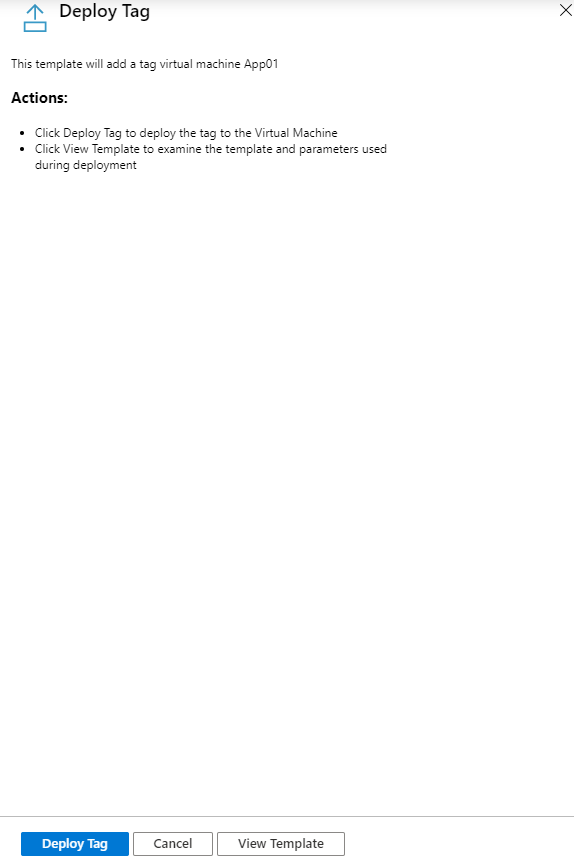 Deploy Tag
This template will add a tag virtual machine App01
Actions:
Click Deploy Tag to deploy the tag to the Virtual Machine
Click View Template to examine the template and parameters used
during deployment
Deploy Tag Cancel View Template